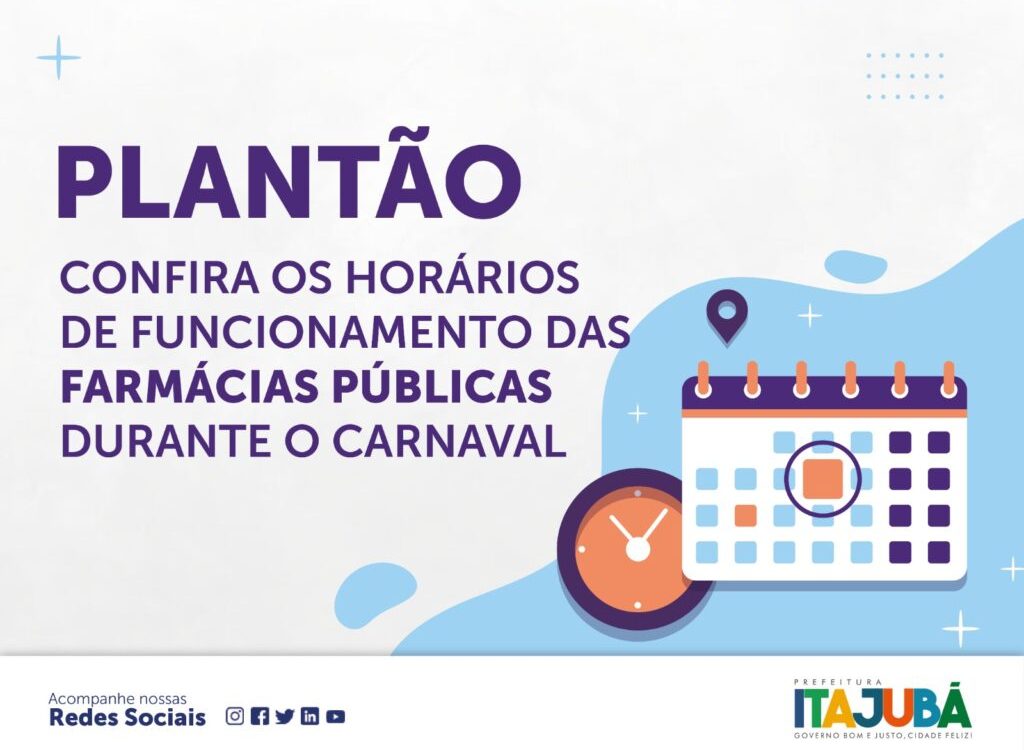 PLANTÃO
CONFIRA OS HORÁRIOS
DE FUNCIONAMENTO DAS
FARMÁCIAS PÚBLICAS
DURANTE O CARNAVAL
Acompanhe nossas
Redes Sociais
PREFEITURA
ITAJUBÁ
GOVERNO BOM E JUSTO, CIDADE FELIZ!